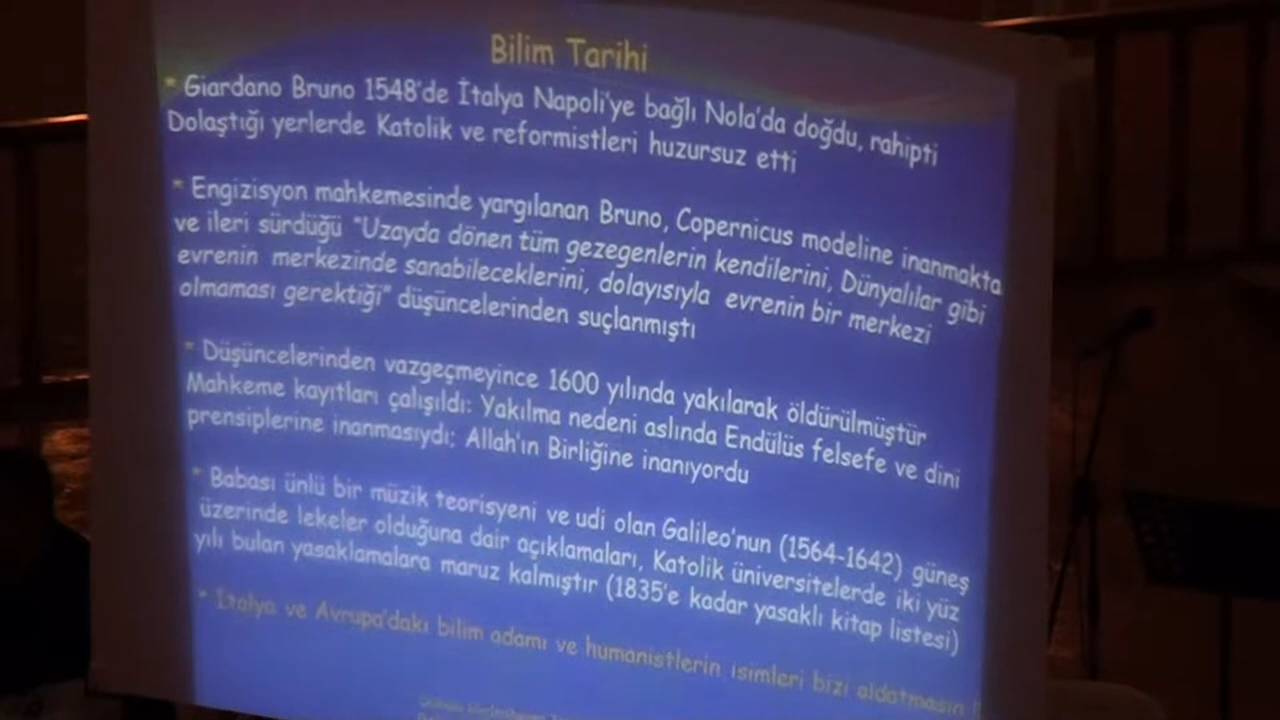 Bilim Tarihi
* Giardano Bruno 1548'de İtalya Napoli'ye bağlı Nola'da doğdu, rahipti
Dolaştığı yerlerde Katolik ve reformistleri huzursuz etti
* Engizisyon mahkemesinde yargılanan Bruno, Copernicus modeline inanmakta
ve ileri sürdüğü "Uzayda dönen tüm gezegenlerin kendilerini, Dünyalılar gibi
evrenin merkezinde sanabileceklerini, dolayısıyla evrenin bir merkezi
olmaması gerektiği" düşüncelerinden suçlanmıştı
* Düşüncelerinden vazgeçmeyince 1600 yılında yakılarak öldürülmüştür
Mahkeme kayıtları çalışıldı: Yakılma nedeni aslında Endülüs felsefe ve dini
prensiplerine inanmasıydı; Allah'ın Birliğine inanıyordu
* Babası ünlü bir müzik teorisyeni ve udi olan Galileo'nun (1564-1642) güneş
üzerinde lekeler olduğuna dair açıklamaları, Katolik üniversitelerde iki yüz
yılı bulan yasaklamalara maruz kalmıştır (1835'e kadar yasaklı kitap listesi)
* İtalya ve Avrupa'daki bilim adamı ve humanistlerin isimleri bizi aldatmasın !!